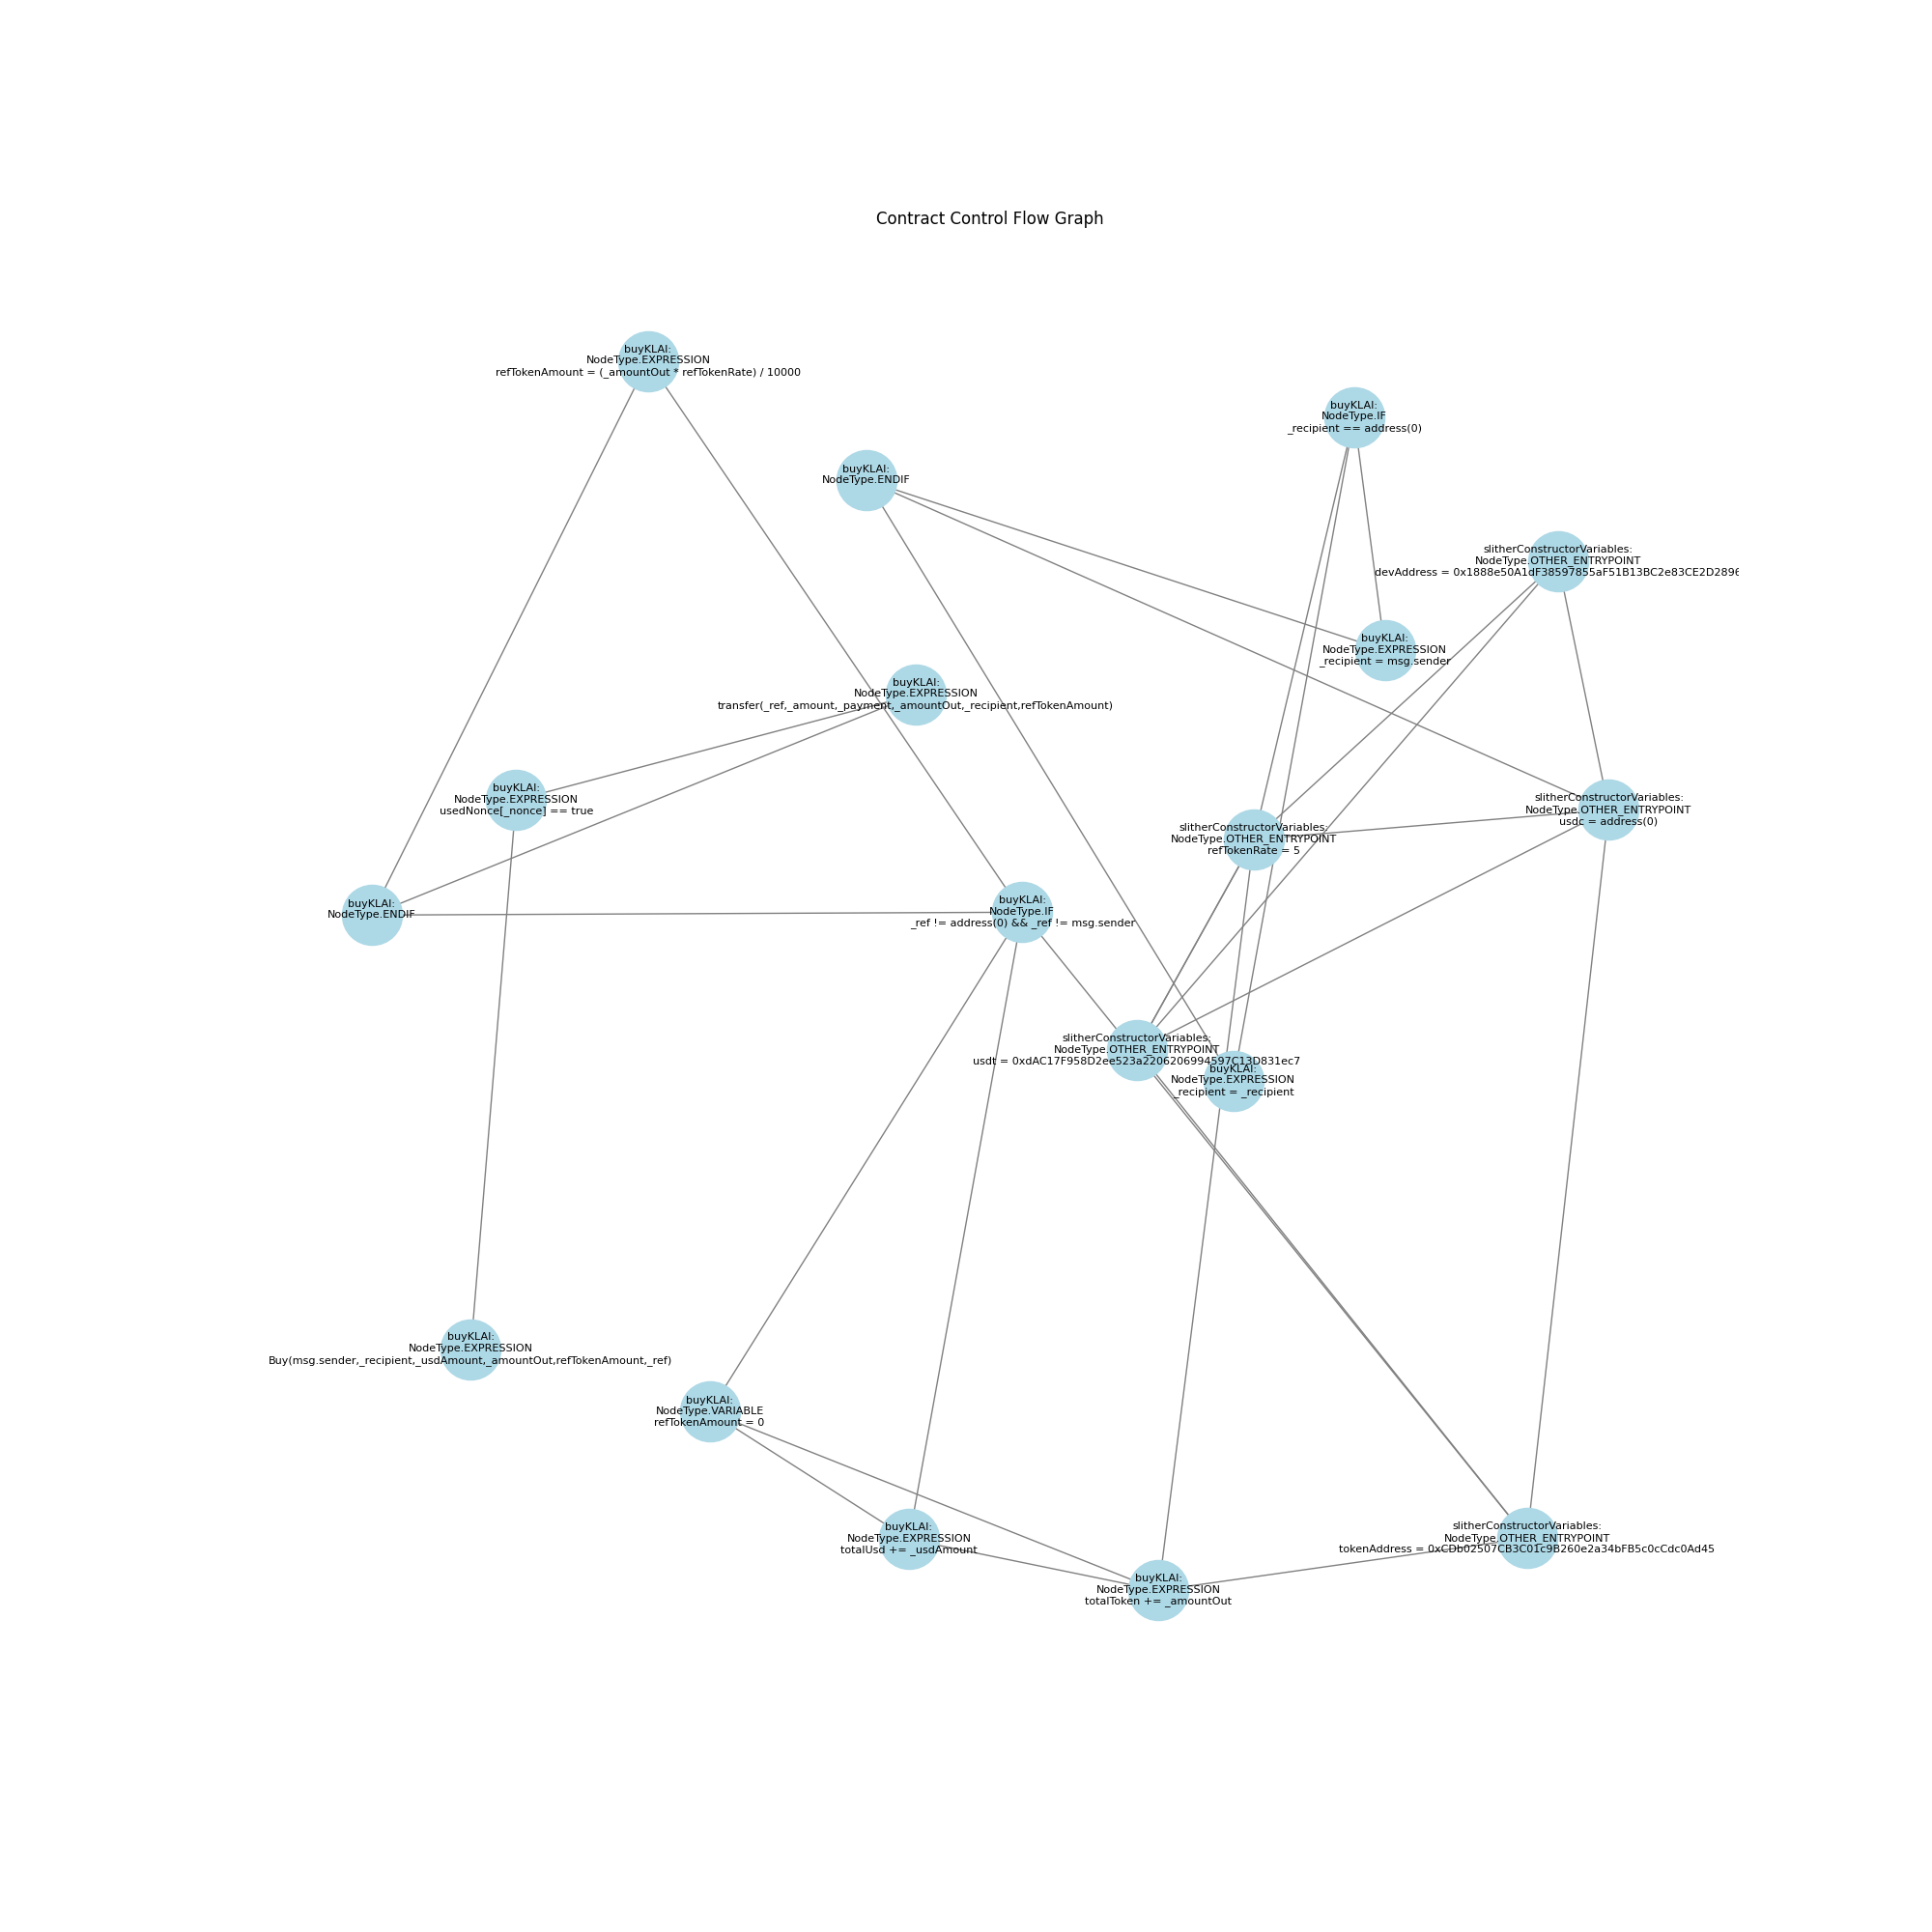 Contract Control Flow Graph
buyKLAI:
NodeType.EXPRESSION
refTokenAmount = (_amountOut * refTokenRate) / 10000
buyKLAI:
NodeType.IF
_recipient == address(0)
buyKLAI:
NodeType.ENDIF
slitherConstructorVariables:
NodeType.OTHER_ENTRYPOINT
devAddress = 0x1888e50A1dF38597855aF51B13BC2e83CE2D2896
buyKLAI:
NodeType.EXPRESSION
_recipient = msg.sender
buyKLAI:
NodeType.EXPRESSION
transfer(_ref,_amount,_payment,_amountOut,_recipient,refTokenAmount)
buyKLAI:
NodeType.EXPRESSION
usedNonce[_nonce] == true
slitherConstructorVariables:
NodeType.OTHER_ENTRYPOINT
usdc = address(0)
slitherConstructorVariables:
NodeType.OTHER_ENTRYPOINT
refTokenRate = 5
buyKLAI:
NodeType.ENDIF
buyKLAI:
NodeType.IF
_ref != address(0) && _ref != msg.sender
slitherConstructorVariables:
NodeType.OTHER_ENTRYPOINT
usdt = 0xdAC17F958D2ee523a2206206994597C13D831ec7
buyKLAI:
NodeType.EXPRESSION
_recipient = _recipient
buyKLAI:
NodeType.EXPRESSION
Buy(msg.sender,_recipient,_usdAmount,_amountOut,refTokenAmount,_ref)
buyKLAI:
NodeType.VARIABLE
refTokenAmount = 0
buyKLAI:
NodeType.EXPRESSION
totalUsd += _usdAmount
slitherConstructorVariables:
NodeType.OTHER_ENTRYPOINT
tokenAddress = 0xCDb02507CB3C01c9B260e2a34bFB5c0cCdc0Ad45
buyKLAI:
NodeType.EXPRESSION
totalToken += _amountOut